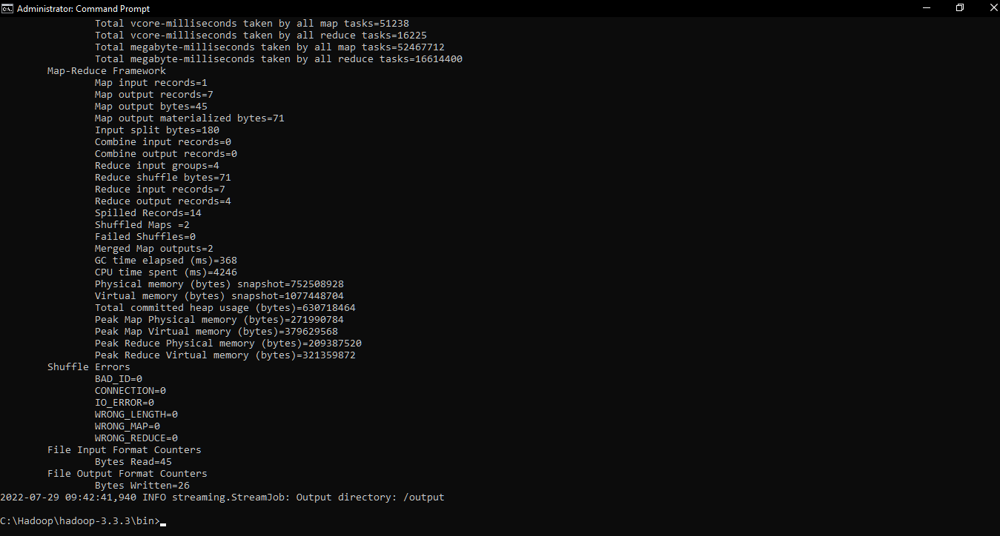 Administrator: Command Prompt
Total vcore-milliseconds taken by all map tasks=51238
Total vcore-milliseconds taken by all reduce tasks=16225
Total megabyte-milliseconds taken by all map tasks=52467712
Total megabyte-milliseconds taken by all reduce tasks=16614400
Map-Reduce Framework
Map input records=1
Map output records=7
Map output bytes=45
Map output materialized bytes=71
Input split bytes=180
Combine input records=0
Combine output records=0
Reduce input groups=4
Reduce shuffle bytes=71
Reduce input records=7
Reduce output records=4
Spilled Records=14
Shuffled Maps =2
Failed Shuffles=0
Merged Map outputs=2
GC time elapsed (ms)=368
CPU time spent (ms)=4246
Physical memory (bytes) snapshot=752508928
Virtual memory (bytes) snapshot=1077448704
Total committed heap usage (bytes)=630718464
Peak Map Physical memory (bytes)=271990784
Peak Map Virtual memory (bytes)=379629568
Peak Reduce Physical memory (bytes)=209387520
Peak Reduce Virtual memory (bytes)=321359872
Shuffle Errors
BAD_ID=0
CONNECTION=0
IO_ERROR=0
WRONG_LENGTH=0
WRONG_MAP=0
WRONG_REDUCE=0
File Input Format Counters
Bytes Read=45
File Output Format Counters
Bytes Written=26
2022-07-29 09:42:41,940 INFO streaming.StreamJob: Output directory: /output
C:\Hadoop\hadoop-3.3.3\bin>